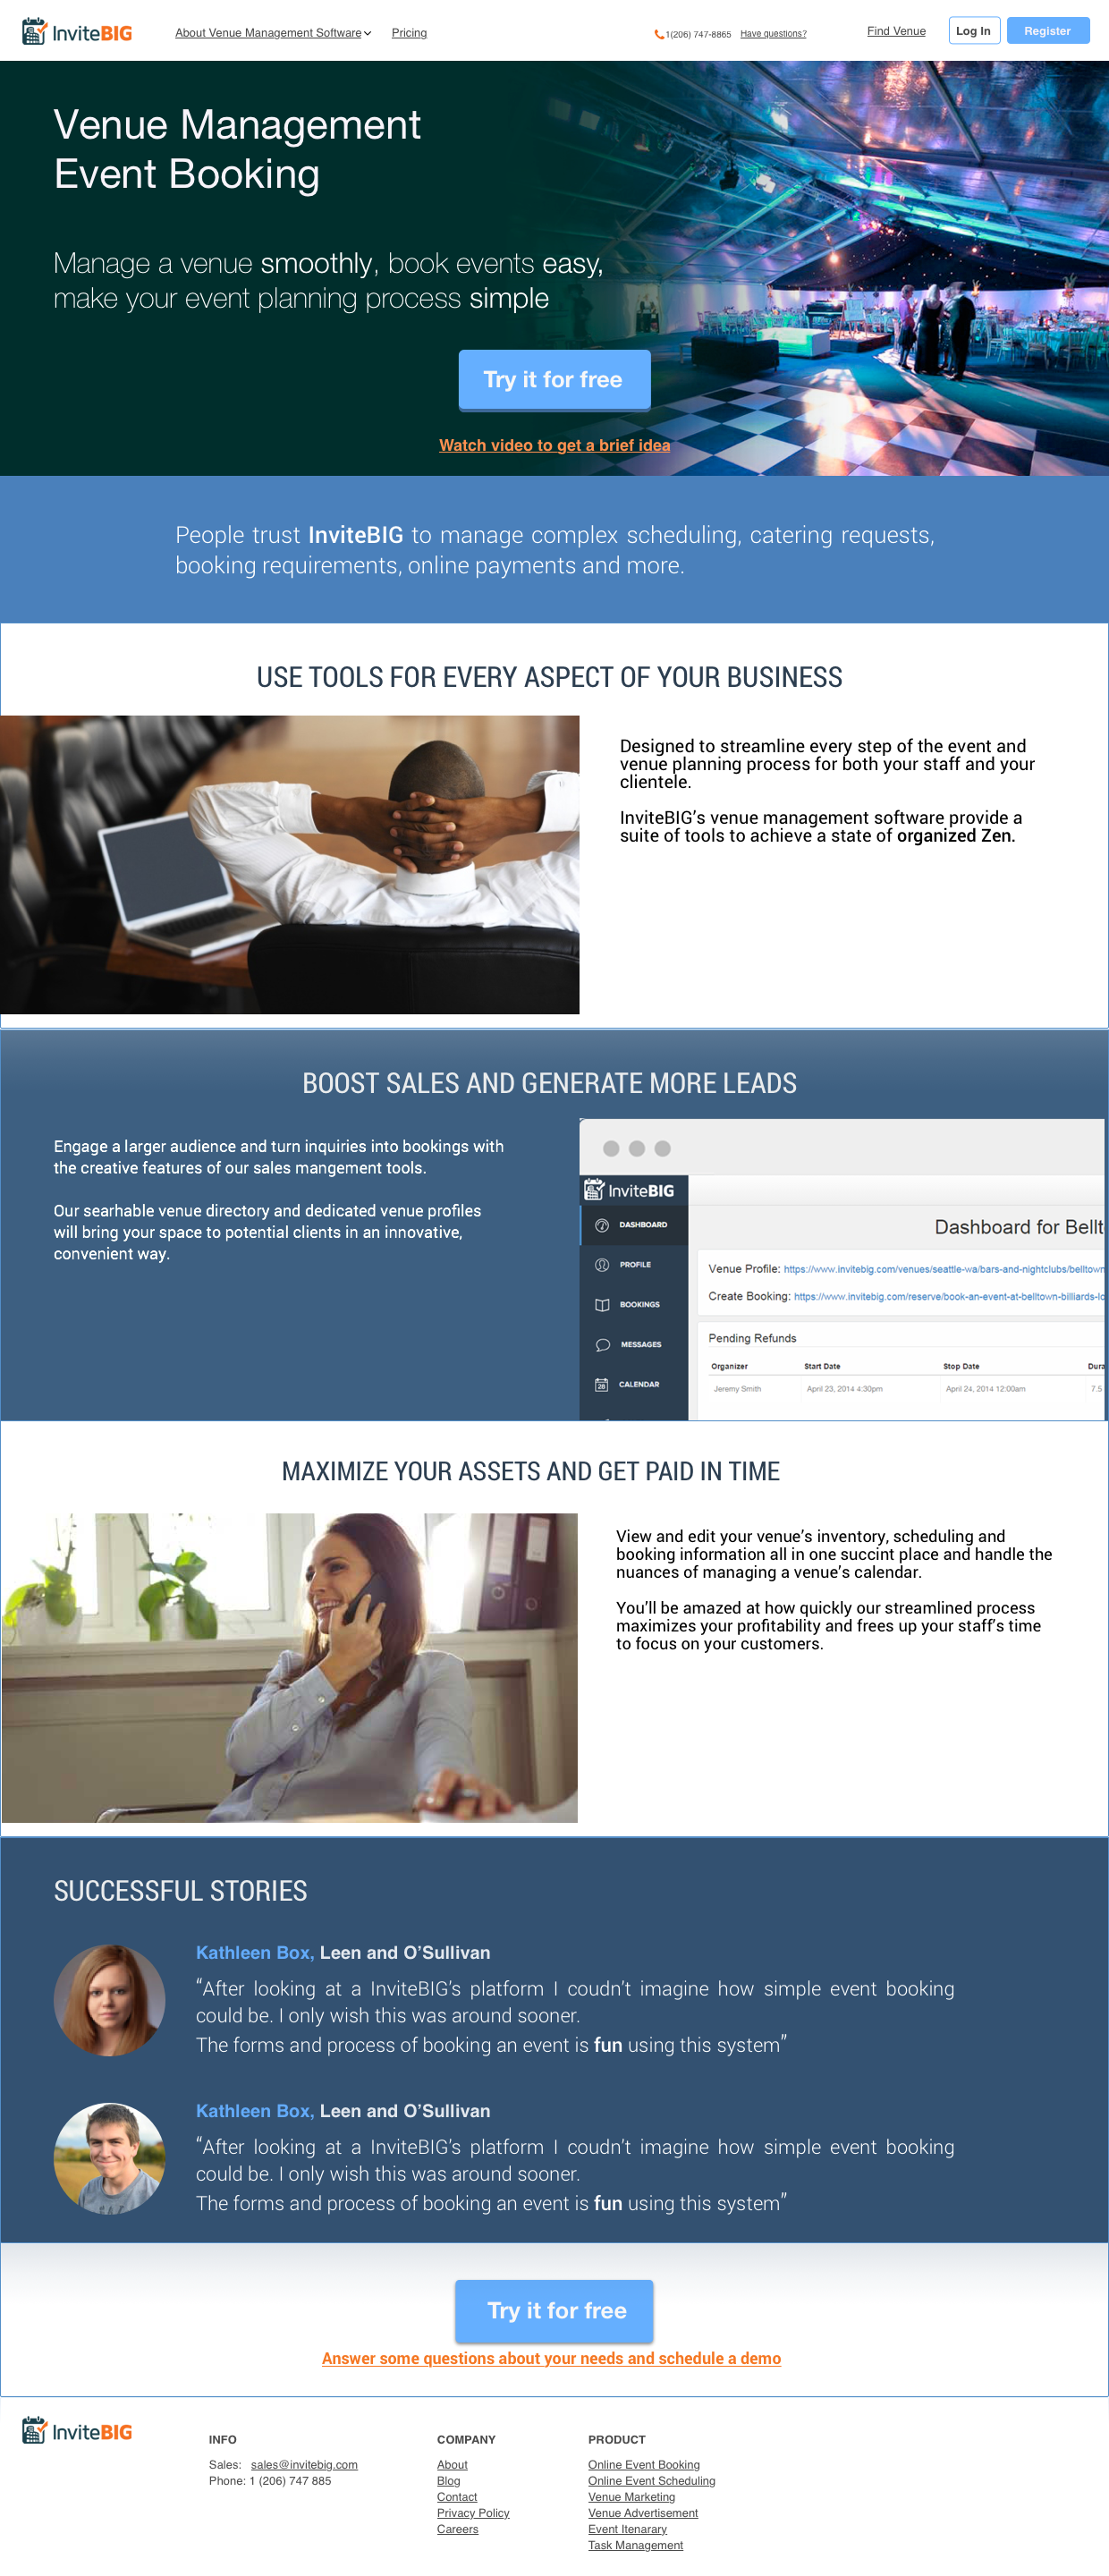 InviteBIG
About Venue Management Software
Pricing
1(206) 747-8865
Have questions?
Find Venue
Log In
Register
Venue Management
Event Booking
Manage a venue smoothly, book events easy,
make your event planning process simple
Try it for free
Watch video to get a brief idea
People trust InviteBIG to manage complex scheduling, catering requests,
booking requirements, online payments and more.
USE TOOLS FOR EVERY ASPECT OF YOUR BUSINESS
Designed to streamline every step of the event and
venue planning process for both your staff and your
clientele.
InviteBIG’s venue management software provide a
suite of tools to achieve a state of organized Zen.
BOOST SALES AND GENERATE MORE LEADS
Engage a larger audience and turn inquiries into bookings with
the creative features of our sales mangement tools.
Our searhable venue directory and dedicated venue profiles
will bring your space to potential clients in an innovative,
convenient way.
InviteBIG
DASHBOARD
PROFILE
BOOKINGS
MESSAGES
28
CALENDAR
Dashboard for Bellt
Venue Profile: https://www.invitebig.com/venues/seattle-wa/bars-and-nightclubs/belltown
Create Booking: https://www.invitebig.com/reserve/book-an-event-at-belltown-billiards-lo
Pending Refunds
Organizer Start Date Stop Date Dura
Jeremy Smith April 23, 2014 4:30pm April 24, 2014 12:00am 7.5
MAXIMIZE YOUR ASSETS AND GET PAID IN TIME
View and edit your venue’s inventory, scheduling and
booking information all in one succint place and handle the
nuances of managing a venue’s calendar.
You’ll be amazed at how quickly our streamlined process
maximizes your profitability and frees up your staff’s time
to focus on your customers.
SUCCESSFUL STORIES
Kathleen Box, Leen and O’Sullivan
“After looking at a InviteBIG’s platform I coudn’t imagine how simple event booking
could be. I only wish this was around sooner.
The forms and process of booking an event is fun using this system”
Kathleen Box, Leen and O’Sullivan
“After looking at a InviteBIG’s platform I coudn’t imagine how simple event booking
could be. I only wish this was around sooner.
The forms and process of booking an event is fun using this system”
Try it for free
Answer some questions about your needs and schedule a demo
InviteBIG
INFO
Sales: sales@invitebig.com
Phone: 1 (206) 747 885
COMPANY
About
Blog
Contact
Privacy Policy
Careers
PRODUCT
Online Event Booking
Online Event Scheduling
Venue Marketing
Venue Advertisement
Event Itenarary
Task Management